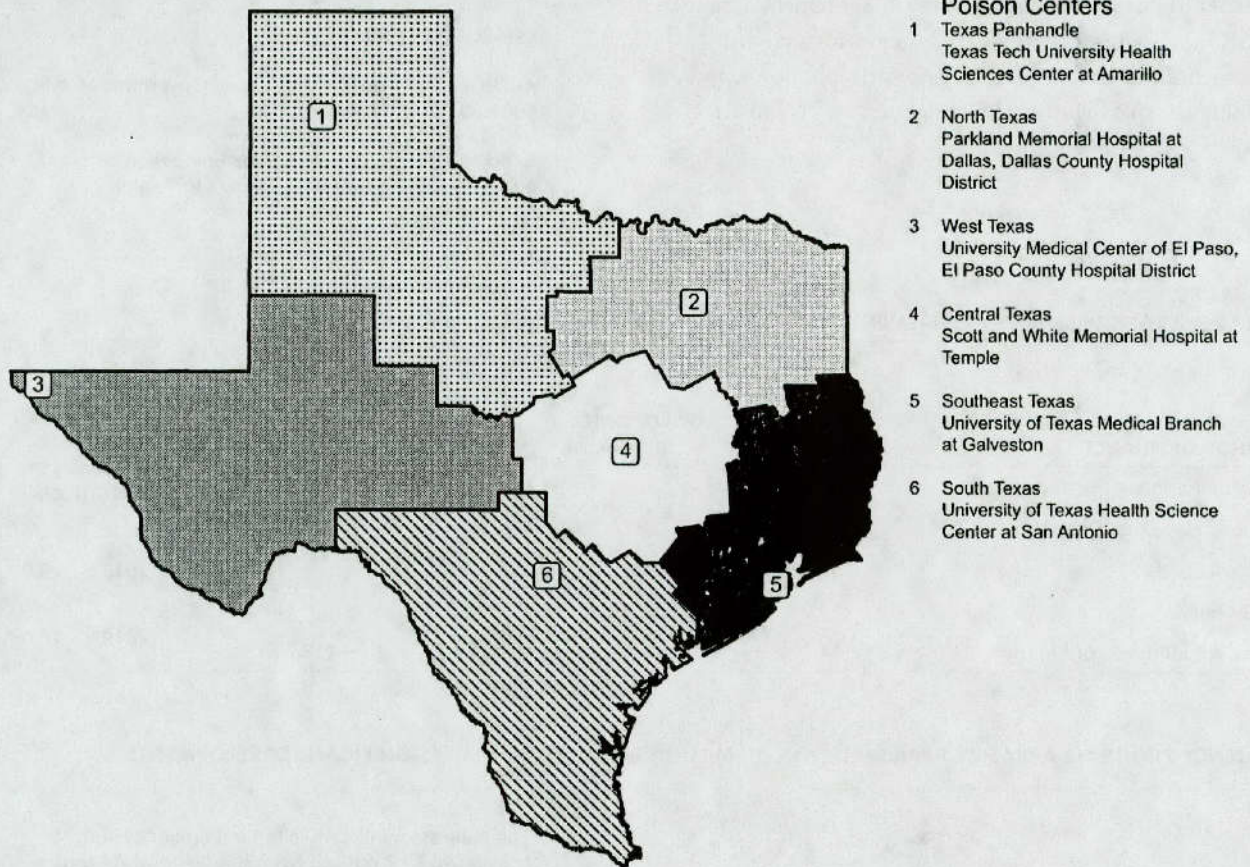 Poison Centers
1 Texas Panhandle
Texas Tech University Health
Sciences Center at Amarillo
2 North Texas
Parkland Memorial Hospital at
Dallas, Dallas County Hospital
District
3 West Texas
University Medical Center of El Paso,
El Paso County Hospital District
4 Central Texas
Scott and White Memorial Hospital at
Temple
5 Southeast Texas
University of Texas Medical Branch
at Galveston
6 South Texas
University of Texas Health Science
Center at San Antonio
1
2
3
4
6
5